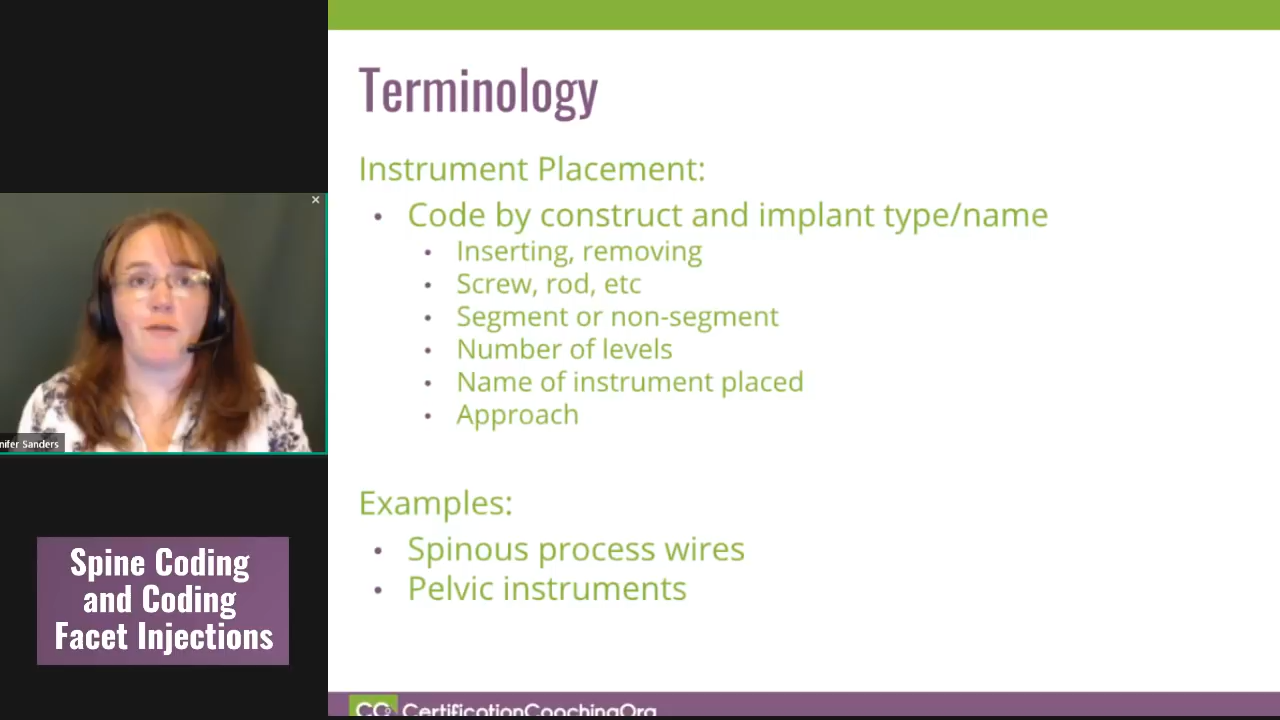 Terminology
Instrument Placement:
• Code by construct and implant type/name
• Inserting, removing
• Screw, rod, etc
• Segment or non-segment
• Number of levels
• Name of instrument placed
• Approach
Examples:
• Spinous process wires
• Pelvic instruments
nifer Sanders
Spine Coding
and Coding
Facet Injections
CertificationCoachingOrg